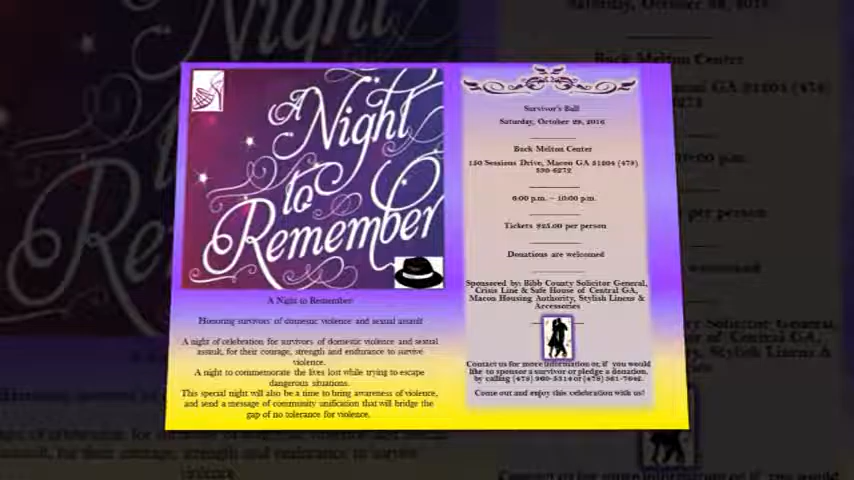 A Night
to
Remember
A Night to Remember
Honoring survivors of domestic violence and sexual assault
A night of celebration for survivors of domestic violence and sexual
assault, for their courage, strength and endurance to survive
violence.
A night to commemorate the lives lost while trying to escape
dangerous situations.
This special night will also be a time to bring awareness of violence,
and send a message of community unification that will bridge the
gap of no tolerance for violence.
Survivor's Ball
Saturday, October 29, 2016
Buck Melton Center
150 Sessions Drive, Macon GA 31204 (478)
6:00 p.m. – 10:00 p.m.
Tickets $25.00 per person
Donations are welcomed
Sponsored by: Bibb County Solicitor General,
Crisis Line & Safe House of Central GA,
Macon Housing Authority, Stylish Linens &
Accessories
Contact us for more information or, if you would
like to sponsor a survivor or pledge a donation,
by calling (478) or (478)
Come out and enjoy this celebration with us!